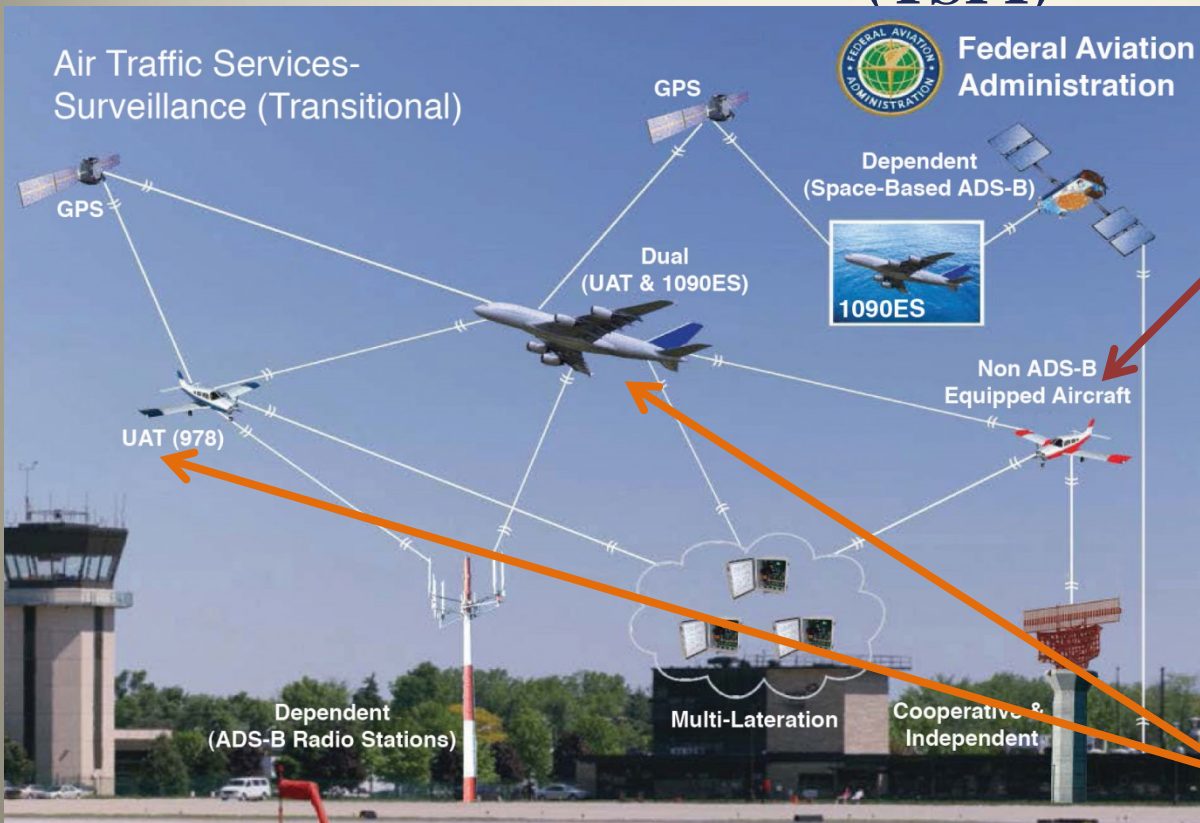 Air Traffic Services-
Surveillance (Transitional)
FEDERAL AVIATION
ADMINISTRATION
Federal Aviation
Administration
GPS
GPS
Dependent
(Space-Based ADS-B)
1090ES
Dual
(UAT & 1090ES)
Non ADS-B
Equipped Aircraft
UAT (978)
Dependent
(ADS-B Radio Stations)
Multi-Lateration
Cooperative &
Independent